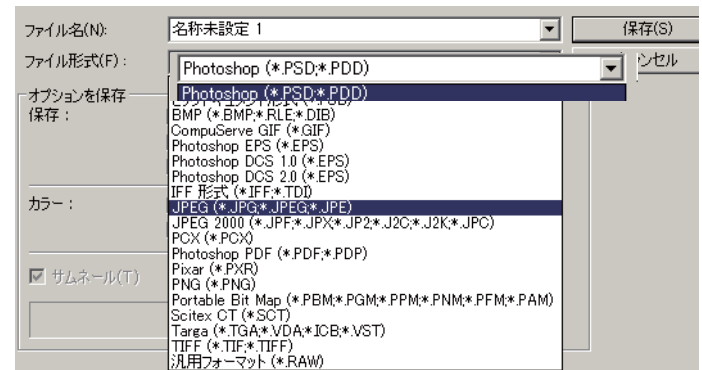 ファイル名(N):
名称未設定 1
保存(S)
ファイル形式(F) :
Photoshop (*.PSD;*.PDD)
ンセル
オプションを保存
Photoshop (*.PSD;*.PDD)
保存 :
BMP (*.BMP;*.RLE;*.DIB)
CompuServe GIF (*.GIF)
Photoshop EPS (*.EPS)
Photoshop DCS 1.0 (*.EPS)
Photoshop DCS 2.0 (*.EPS)
IFF 形式 (*.IFF;*.TDI)
カラー :
JPEG (*.JPG;*.JPEG;*.JPE)
JPEG 2000 (*.JPF;*.JPX;*.JP2;*.J2C;*.J2K;*.JPC)
PCX (*.PCX)
Photoshop PDF (*.PDF;*.PDP)
Pixar (*.PXR)
サムネール(T)
PNG (*.PNG)
Portable Bit Map (*.PBM;*.PGM;*.PPM;*.PNM;*.PFM;*.PAM)
Scitex CT (*.SCT)
Targa (*.TGA;*.VDA;*.ICB;*.VST)
TIFF (*.TIF;*.TIFF)
汎用フォーマット (*.RAW)